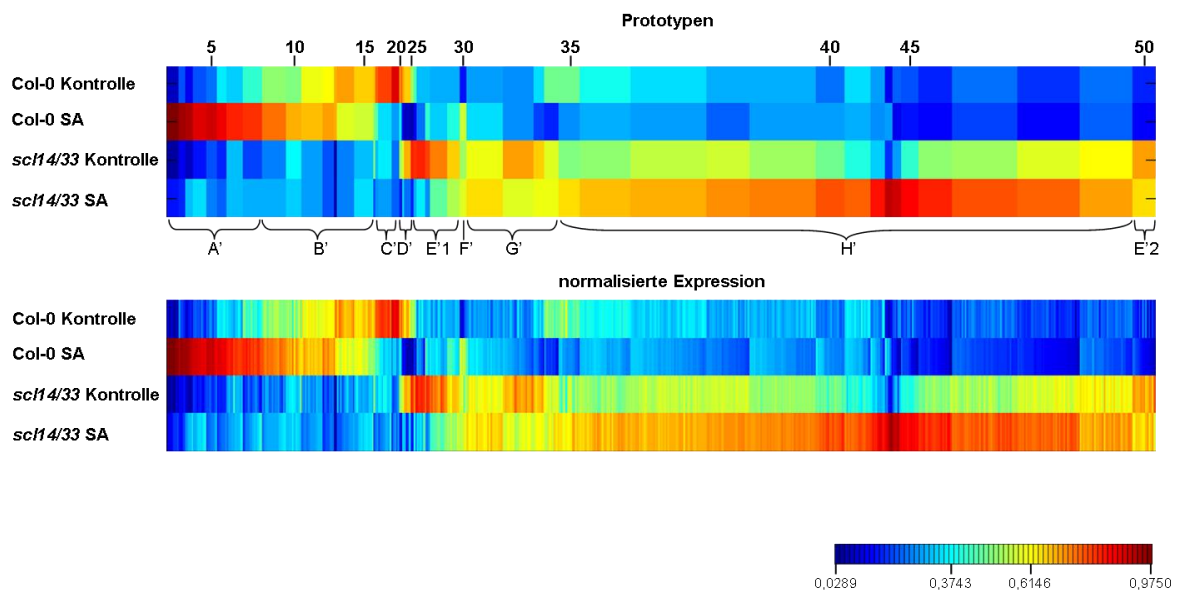 Prototypen
5 10 15 20 25 30 35 40 45 50
Col-0 Kontrolle
Col-0 SA
scl14/33 Kontrolle
scl14/33 SA
A' B' C' D' E'1 F' G' H' E'2
normalisierte Expression
Col-0 Kontrolle
Col-0 SA
scl14/33 Kontrolle
scl14/33 SA
0,0289 0,3743 0,6146 0,9750